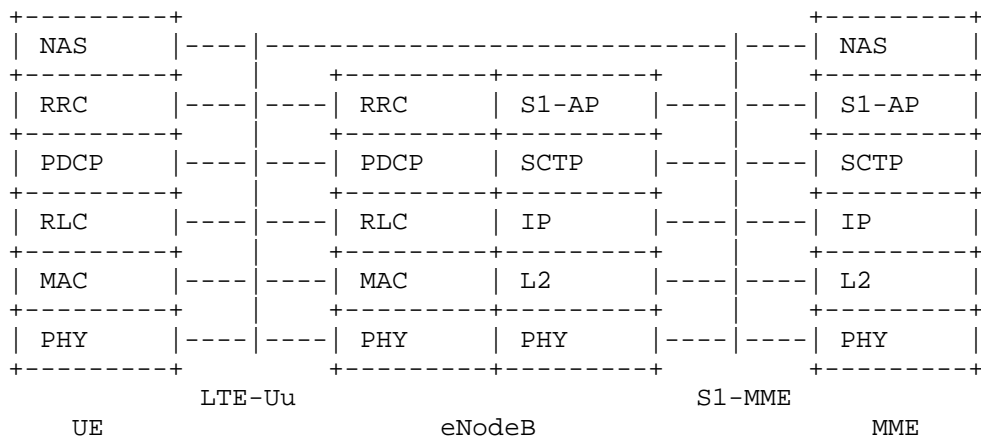 NAS NAS
RRC RRC S1-AP S1-AP
PDCP PDCP SCTP SCTP
RLC RLC IP IP
MAC MAC L2 L2
PHY PHY PHY PHY
LTE-Uu S1-MME
UE eNodeB MME